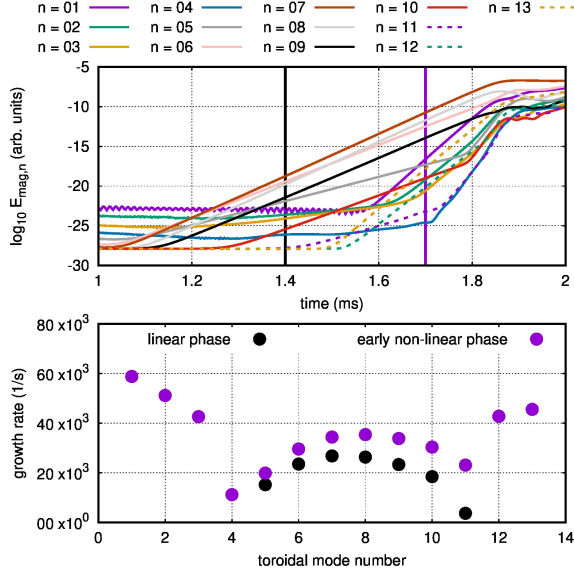 n = 01 n = 04 n = 07 n = 10 n = 13
n = 02 n = 05 n = 08 n = 11
n = 03 n = 06 n = 09 n = 12
log₁₀ E_mag,n (arb. units)
-5
-10
-15
-20
-25
-30
1 1.2 1.4 1.6 1.8 2
time (ms)
growth rate (1/s)
80 x10³
60 x10³
40 x10³
20 x10³
00 x10⁰
linear phase early non-linear phase
0 2 4 6 8 10 12 14
toroidal mode number